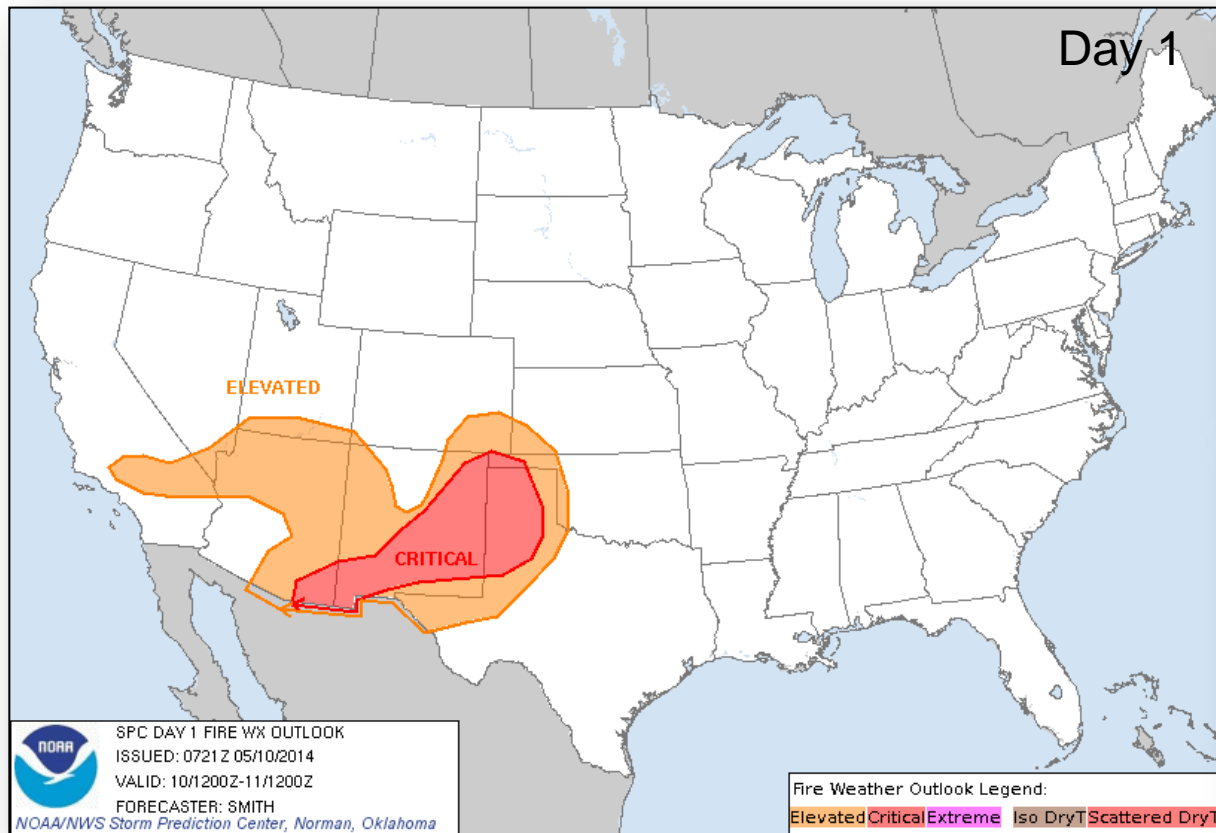 Day 1
ELEVATED
CRITICAL
NOAA
SPC DAY 1 FIRE WX OUTLOOK
ISSUED: 0721Z 05/10/2014
VALID: 10/1200Z-11/1200Z
FORECASTER: SMITH
NOAA/NWS Storm Prediction Center, Norman, Oklahoma
Fire Weather Outlook Legend:
Elevated Critical Extreme Iso DryT Scattered DryT